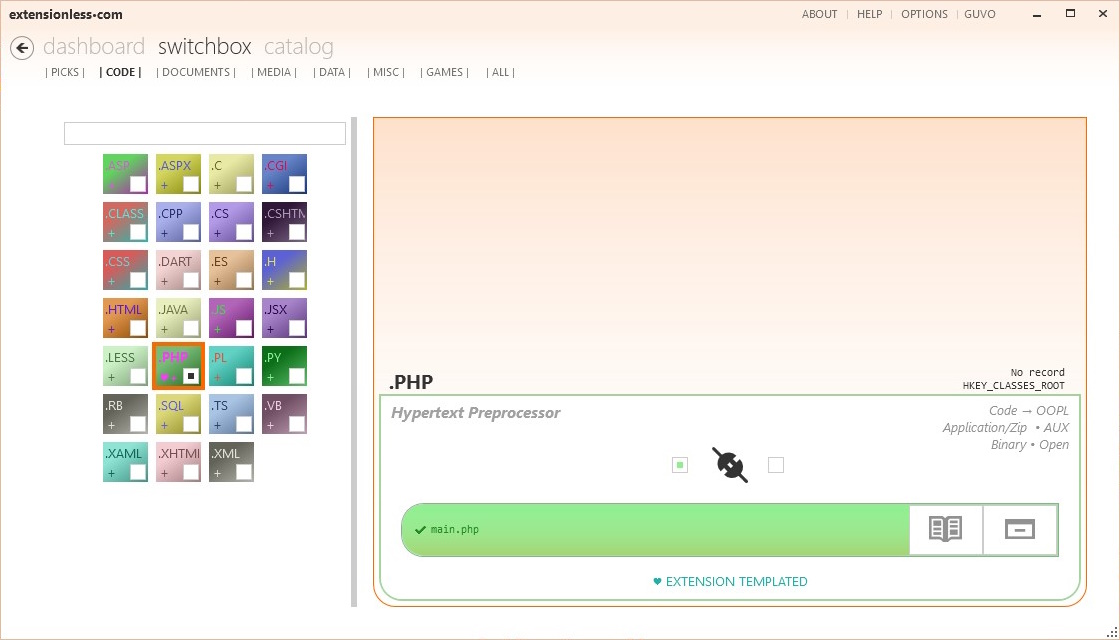 extensionless•com
ABOUT | HELP | OPTIONS | GUVO
dashboard switchbox catalog
| PICKS | | CODE | | DOCUMENTS | | MEDIA | | DATA | | MISC | | GAMES | | ALL |
.ASP .ASPX .C .CGI
+ + +
.CLASS .CPP .CS .CSHTM
+ + + +
.CSS .DART .ES .H
+ + + +
.HTML .JAVA .JS .JSX
+ + + +
.LESS .PHP .PL .PY
+ + + +
.RB .SQL .TS .VB
+ + + +
.XAML .XHTMI .XML
+ + +
.PHP
No record
HKEY_CLASSES_ROOT
Hypertext Preprocessor
Code → OOPL
Application/Zip • AUX
Binary • Open
main.php
♥ EXTENSION TEMPLATED